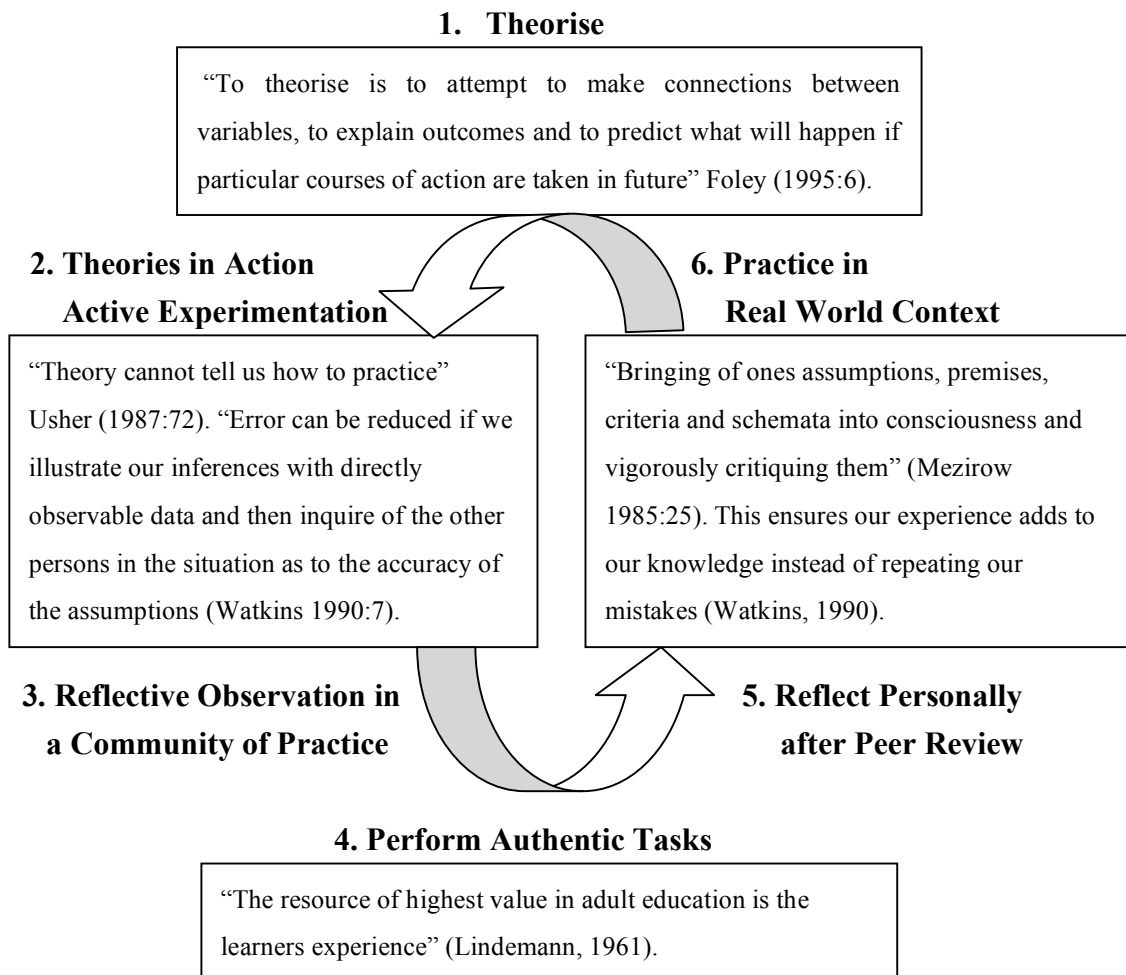 1. Theorise
“To theorise is to attempt to make connections between
variables, to explain outcomes and to predict what will happen if
particular courses of action are taken in future” Foley (1995:6).
2. Theories in Action
Active Experimentation
“Theory cannot tell us how to practice”
Usher (1987:72). “Error can be reduced if we
illustrate our inferences with directly
observable data and then inquire of the other
persons in the situation as to the accuracy of
the assumptions (Watkins 1990:7).
3. Reflective Observation in
a Community of Practice
4. Perform Authentic Tasks
“The resource of highest value in adult education is the
learners experience” (Lindemann, 1961).
5. Reflect Personally
after Peer Review
6. Practice in
Real World Context
“Bringing of ones assumptions, premises,
criteria and schemata into consciousness and
vigorously critiquing them” (Mezirow
1985:25). This ensures our experience adds to
our knowledge instead of repeating our
mistakes (Watkins, 1990).